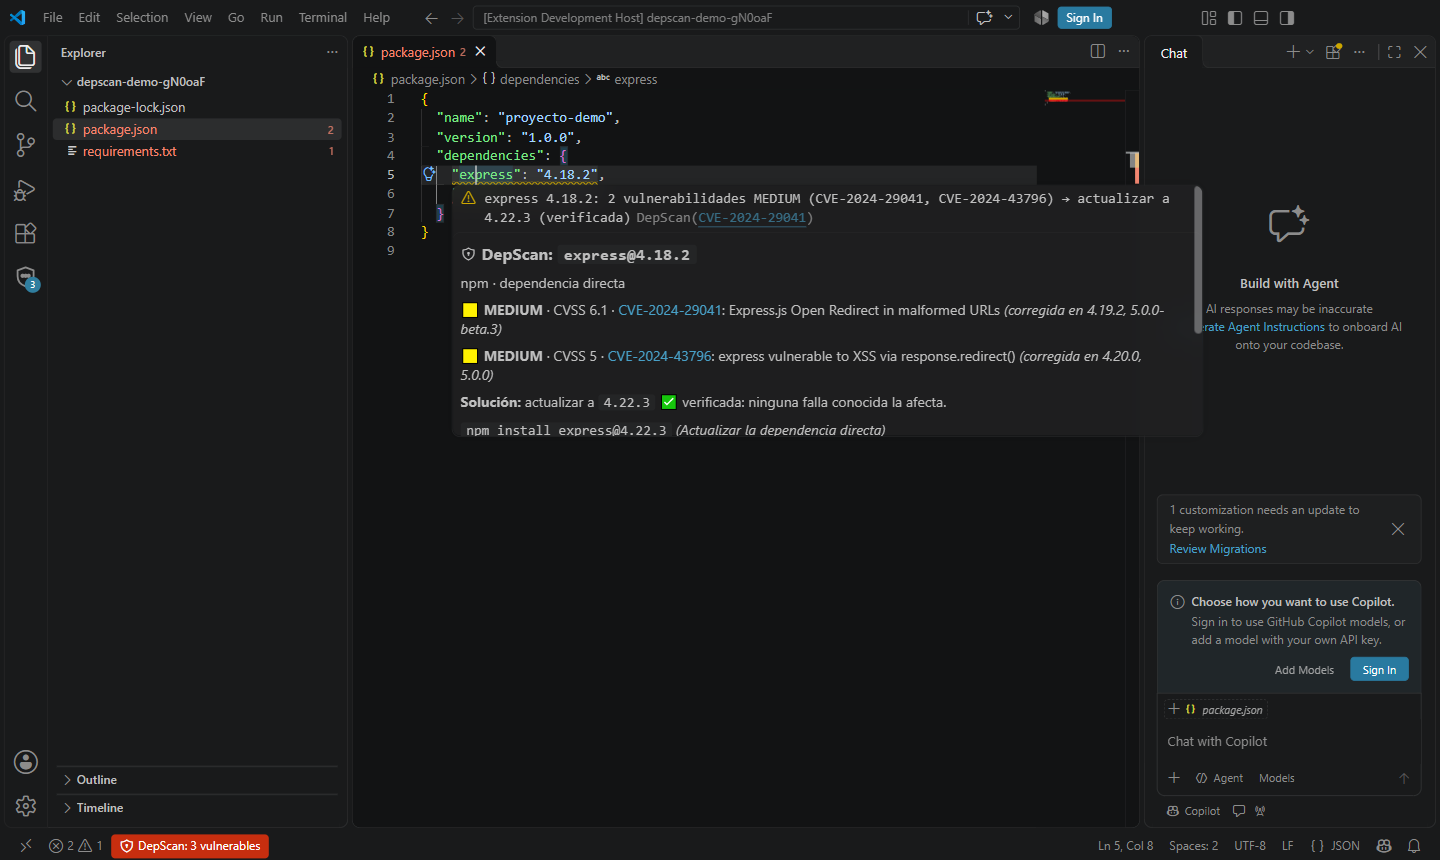 File Edit Selection View Go Run Terminal Help
[Extension Development Host] depscan-demo-gN0oaF
Sign In
Explorer
depscan-demo-gN0oaF
package-lock.json
package.json 2
requirements.txt 1
3
Outline
Timeline
package.json 2
package.json > { } dependencies > abc express
1 {
2 "name": "proyecto-demo",
3 "version": "1.0.0",
4 "dependencies": {
5 "express": "4.18.2",
6
7 }
8 }
9
express 4.18.2: 2 vulnerabilidades MEDIUM (CVE-2024-29041, CVE-2024-43796) → actualizar a
4.22.3 (verificada) DepScan(CVE-2024-29041)
DepScan: express@4.18.2
npm · dependencia directa
MEDIUM · CVSS 6.1 · CVE-2024-29041: Express.js Open Redirect in malformed URLs (corregida en 4.19.2, 5.0.0-
beta.3)
MEDIUM · CVSS 5 · CVE-2024-43796: express vulnerable to XSS via response.redirect() (corregida en 4.20.0,
5.0.0)
Solución: actualizar a 4.22.3 ✅ verificada: ninguna falla conocida la afecta.
npm install express@4.22.3 (Actualizar la dependencia directa)
Chat
Build with Agent
AI responses may be inaccurate
rate Agent Instructions to onboard AI
onto your codebase.
1 customization needs an update to
keep working.
Review Migrations
Choose how you want to use Copilot.
Sign in to use GitHub Copilot models, or
add a model with your own API key.
Add Models Sign In
package.json
Chat with Copilot
Agent Models
Copilot
2 1 DepScan: 3 vulnerables
Ln 5, Col 8 Spaces: 2 UTF-8 LF { } JSON